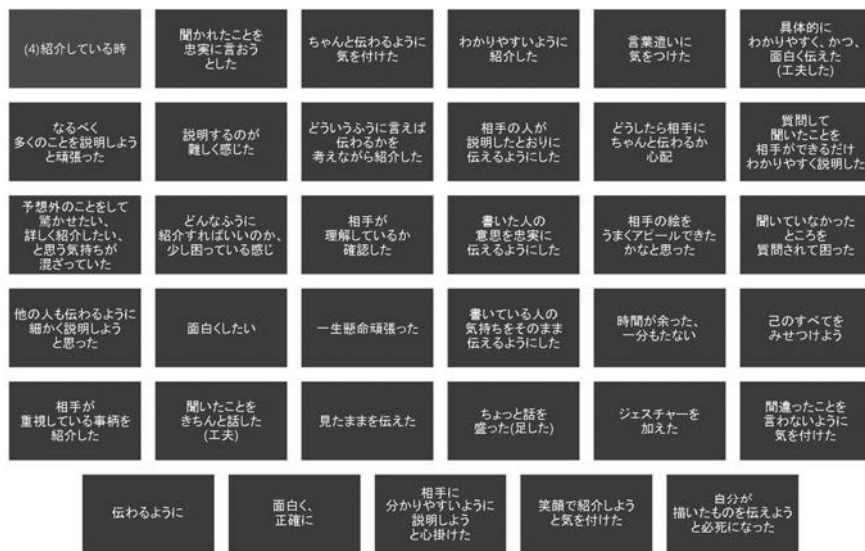 (4)紹介している時
聞かれたことを
忠実に言おう
とした
ちゃんと伝わるように
気を付けた
わかりやすいように
紹介した
言葉遣いに
気をつけた
具体的に
わかりやすく、かつ、
面白く伝えた
(工夫した)
なるべく
多くのことを説明しよう
と頑張った
説明するのが
難しく感じた
どういうふうに言えば
伝わるかを
考えながら紹介した
相手の人が
説明したとおりに
伝えるようにした
どうしたら相手に
ちゃんと伝わるか
心配
質問して
聞いたことを
相手ができるだけ
わかりやすく説明した
予想外のことをして
驚かせたい、
詳しく紹介したい、
と思う気持ちが
混ざっていた
どんなふうに
紹介すればいいのか、
少し困っている感じ
相手が
理解しているか
確認した
書いた人の
意思を忠実に
伝えるようにした
相手の絵を
うまくアピールできた
かなと思った
聞いていなかった
ところを
質問されて困った
他の人も伝わるように
細かく説明しよう
と思った
面白くしたい
一生懸命頑張った
書いている人の
気持ちをそのまま
伝えるようにした
時間が余った、
一分もたない
己のすべてを
みせつけよう
相手が
重視している事柄を
紹介した
聞いたことを
きちんと話した
(工夫)
見たままを伝えた
ちょっと話を
盛った(足した)
ジェスチャーを
加えた
間違ったことを
言わないように
気を付けた
伝わるように
面白く、
正確に
相手に
分かりやすいように
説明しよう
と心掛けた
笑顔で紹介しよう
と気を付けた
自分が
描いたものを伝えよう
と必死になった